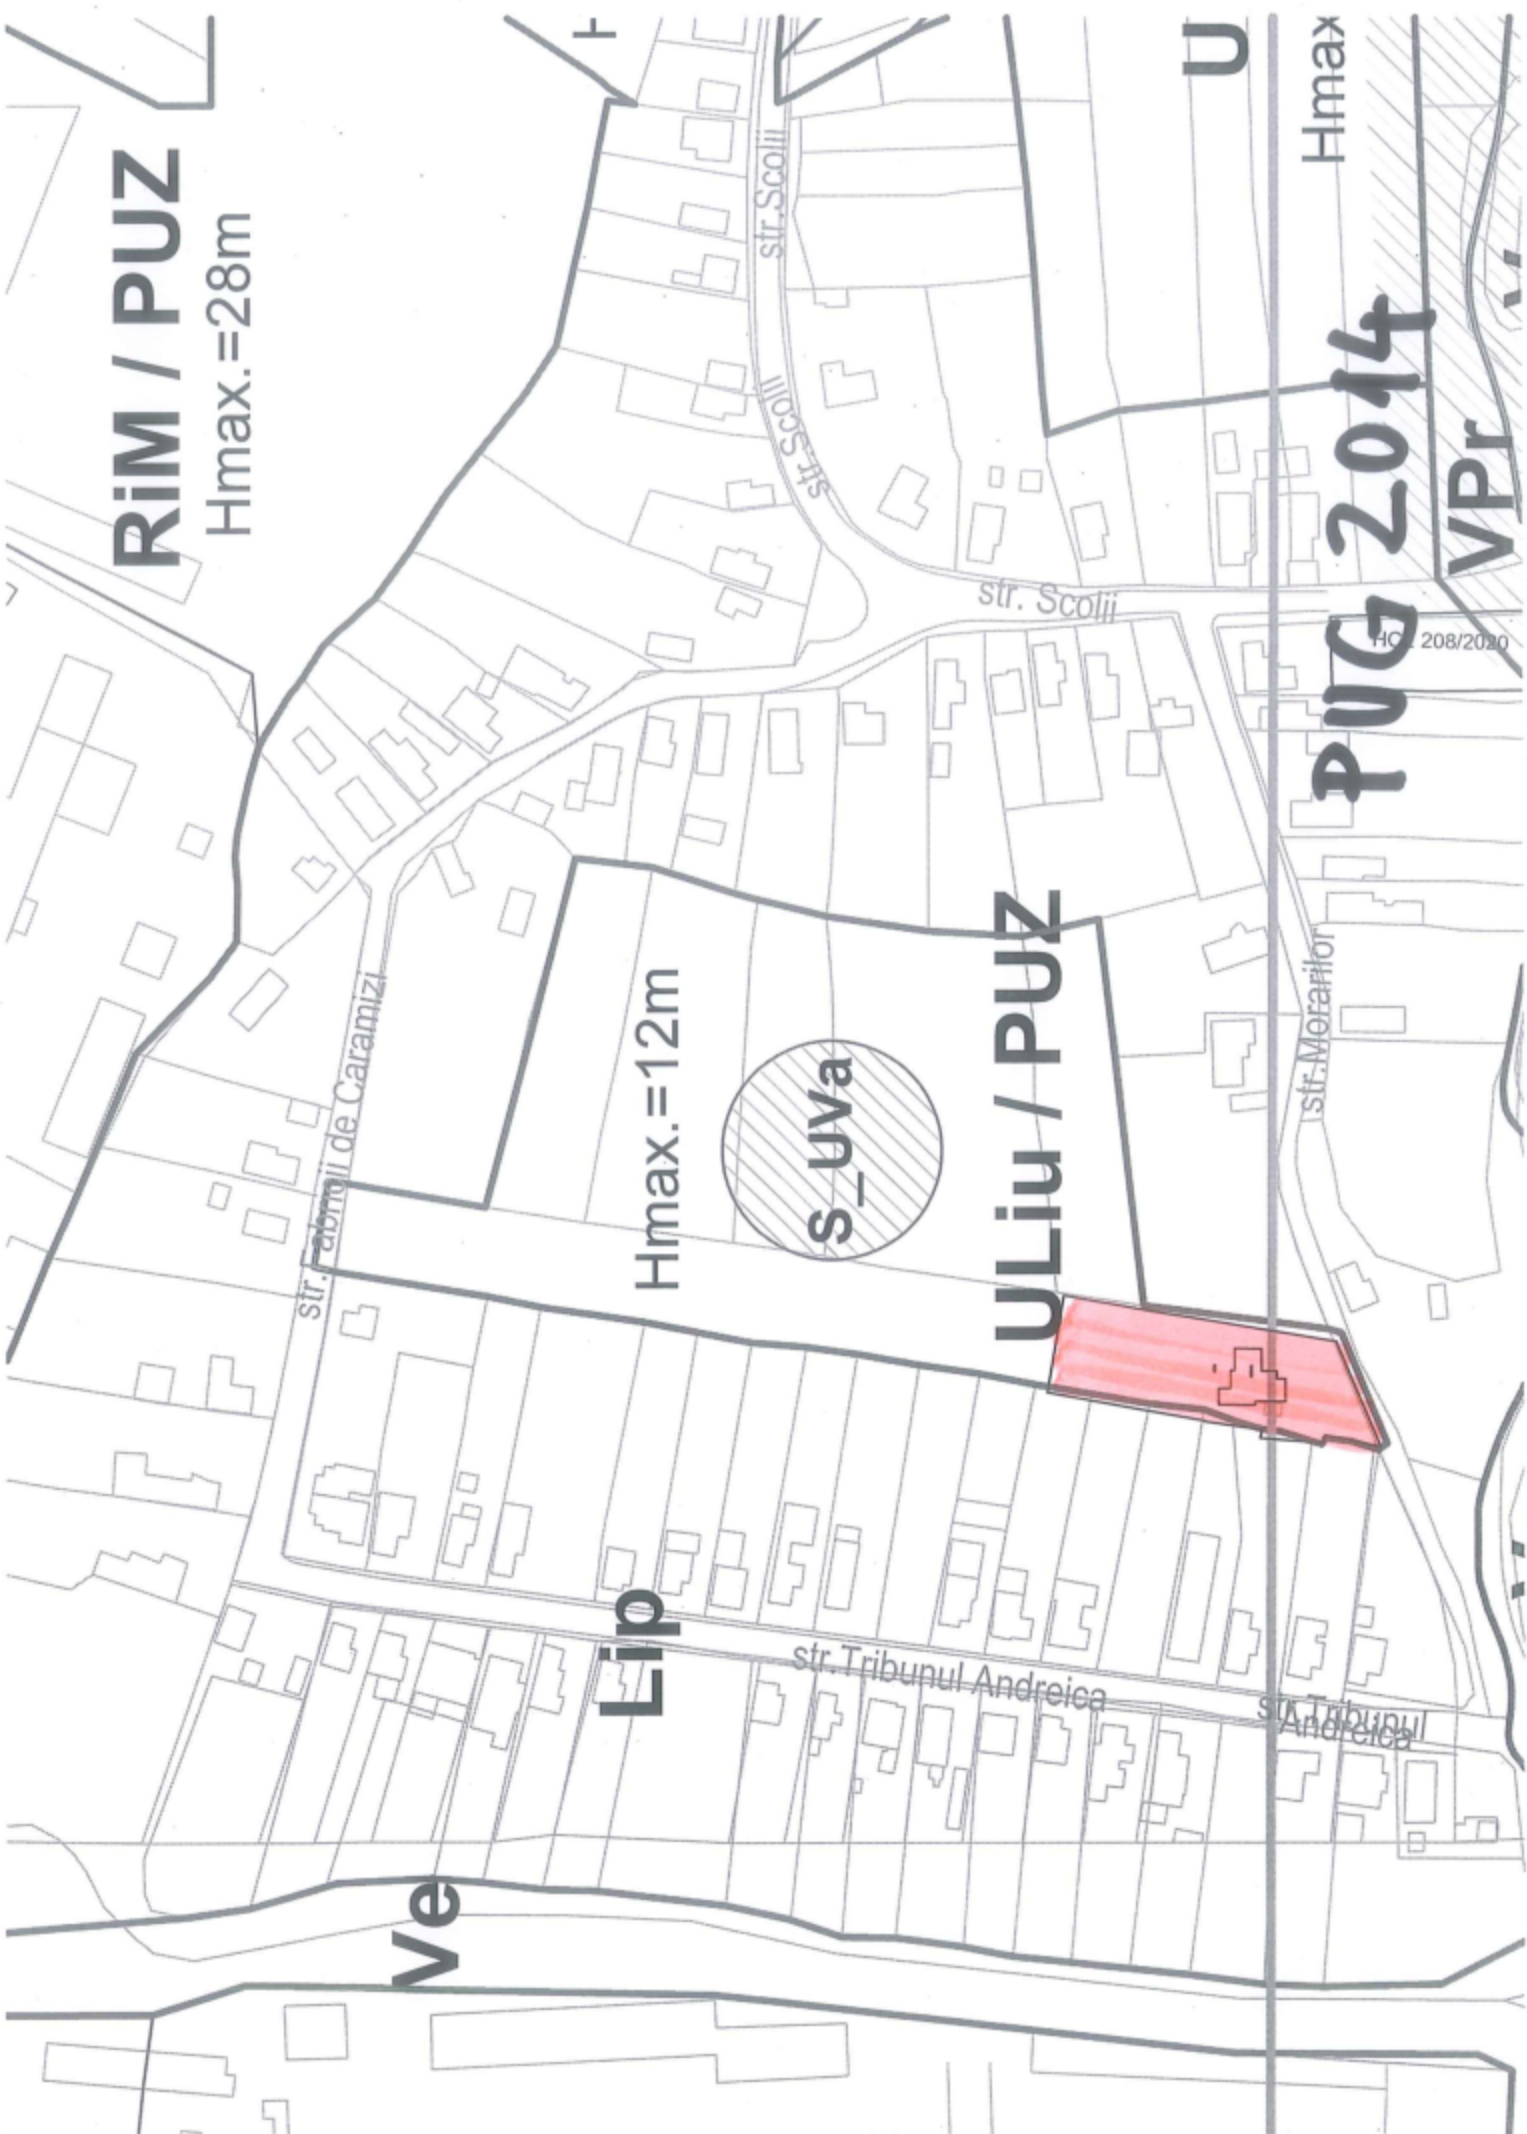 RiM / PUZ
Hmax.=28m
H
str.Scolii
str.Scolii
str. Scolii
U
Hmax
PUG 2014
VPr
HCL 208/2020
str.Fabricii de Caramizi
Hmax.=12m
S_uva
ULiu / PUZ
str.Morarilor
Lip
str.Tribunul Andreica
str.Tribunul
Andreica
Ve